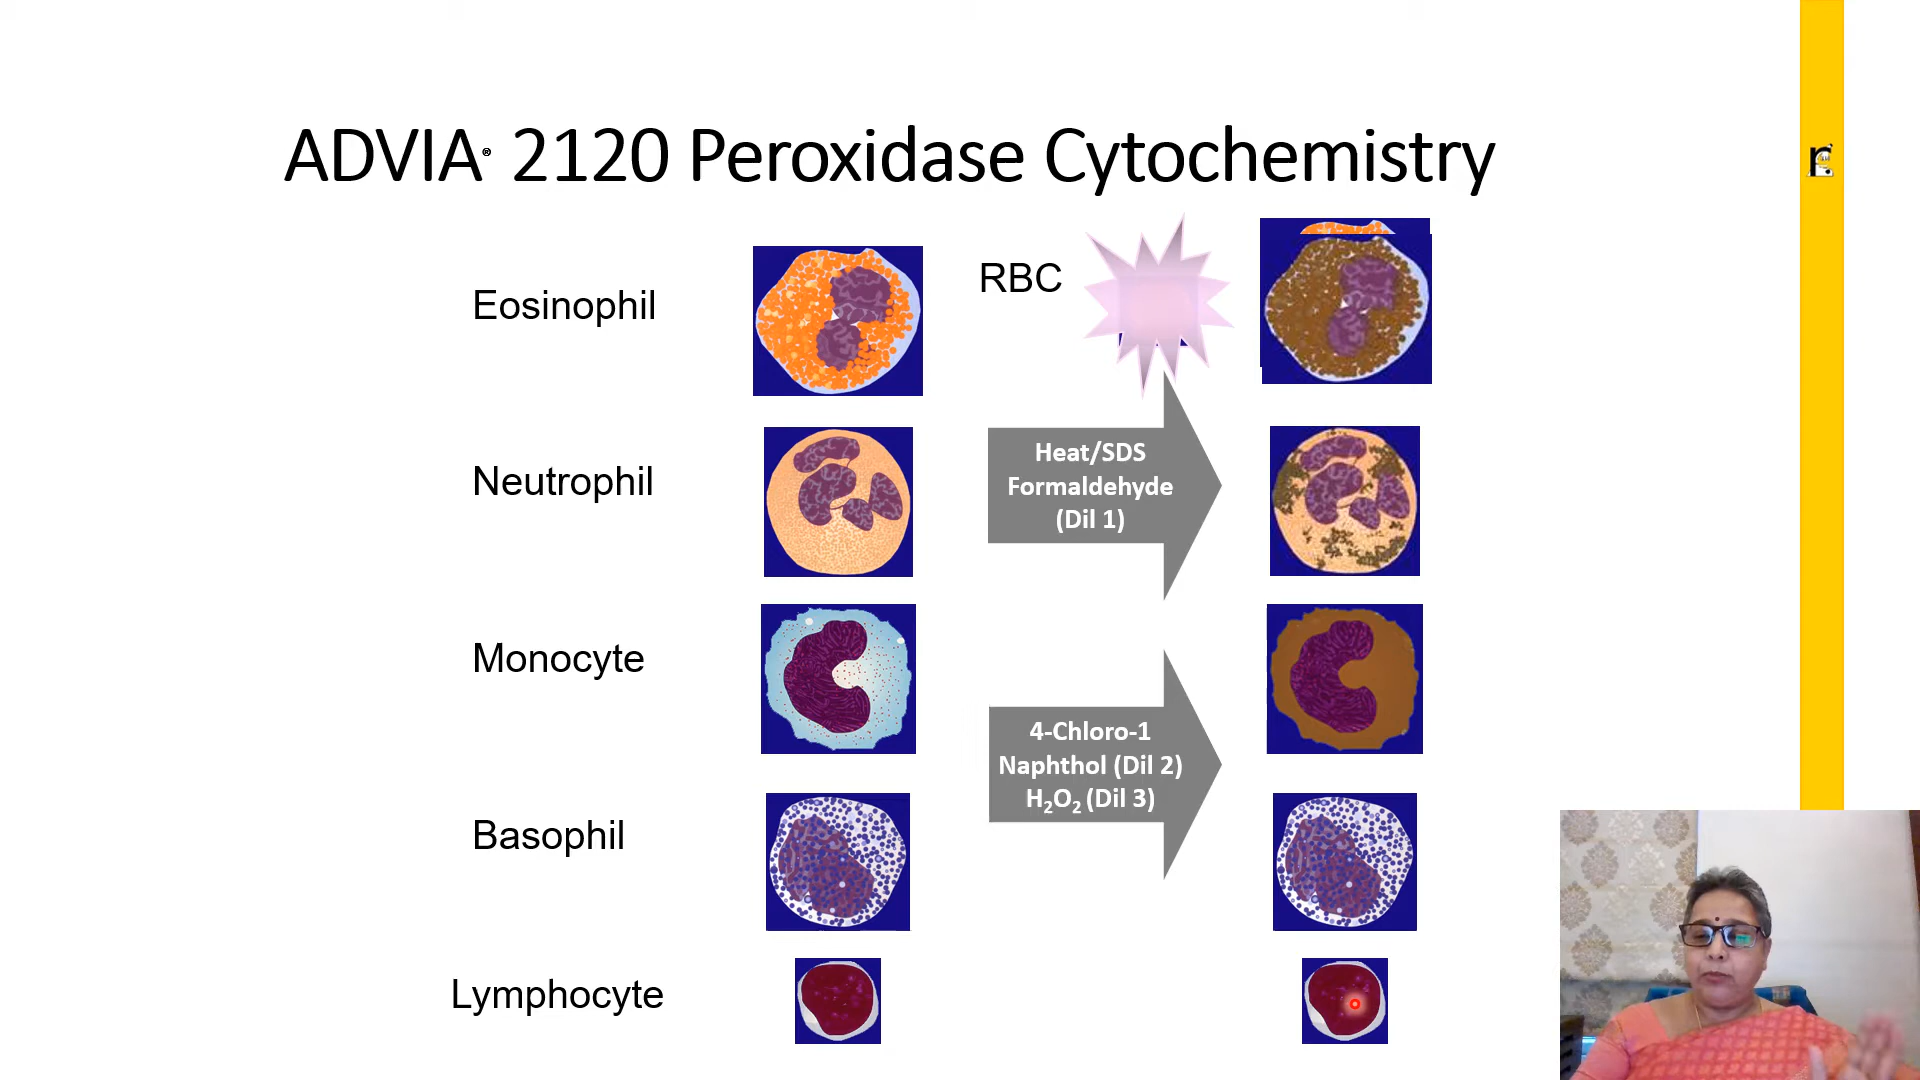 ADVIA® 2120 Peroxidase Cytochemistry
Eosinophil
RBC
Neutrophil
Heat/SDS
Formaldehyde
(Dil 1)
Monocyte
4-Chloro-1
Naphthol (Dil 2)
H₂O₂ (Dil 3)
Basophil
Lymphocyte